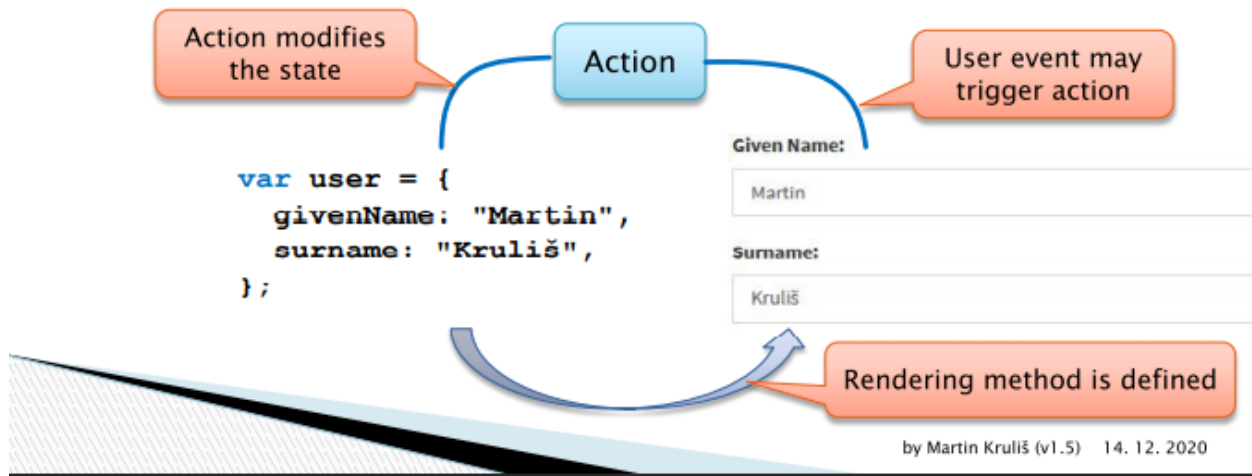 Action modifies
the state
Action
User event may
trigger action
var user = {
givenName: "Martin",
surname: "Kruliš",
};
Given Name:
Martin
Surname:
Kruliš
Rendering method is defined
by Martin Kruliš (v1.5) 14. 12. 2020